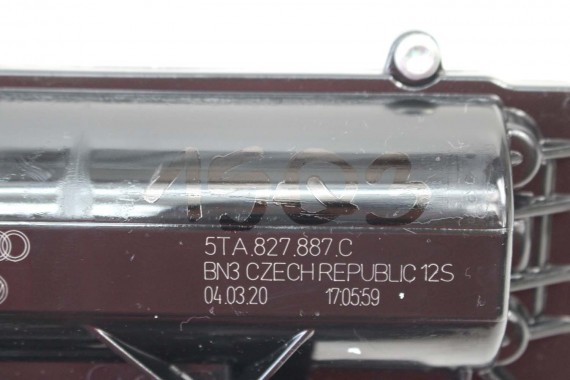 1503
5TA.827.887.C
BN3 CZECH REPUBLIC 12S
04.03.20 17:05:59